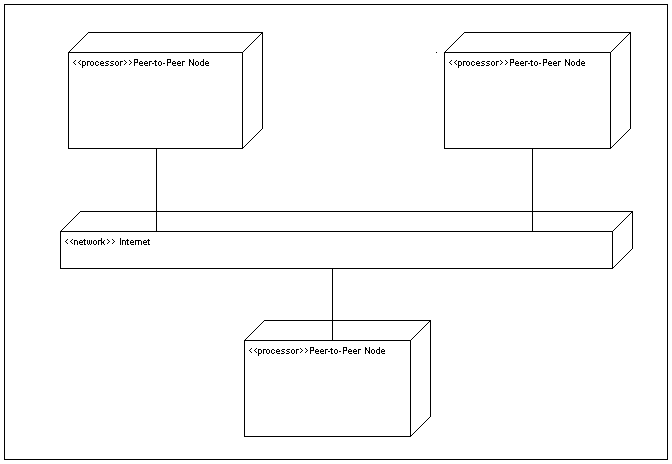 <<processor>>Peer-to-Peer Node
<<processor>>Peer-to-Peer Node
<<network>> Internet
<<processor>>Peer-to-Peer Node